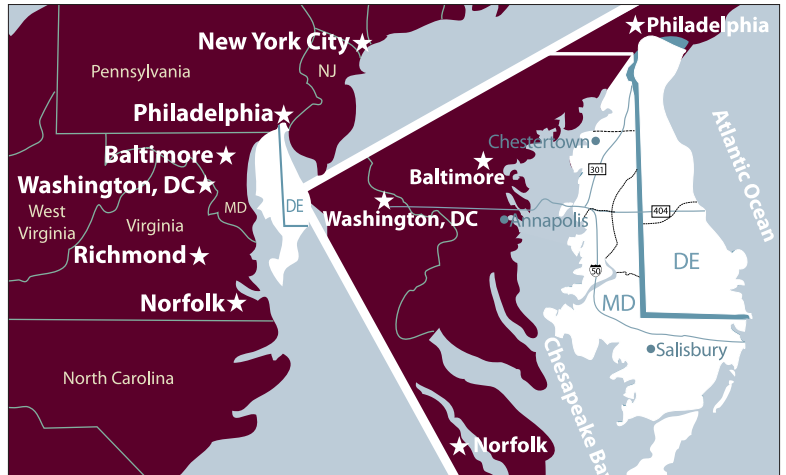 New York City
Pennsylvania
NJ
Philadelphia
Baltimore
Washington, DC
West
Virginia
Virginia
MD
DE
Richmond
Norfolk
North Carolina
Philadelphia
Chestertown
Atlantic Ocean
Baltimore
301
Washington, DC
Annapolis
404
50
DE
MD
Salisbury
Chesapeake Ba
Norfolk